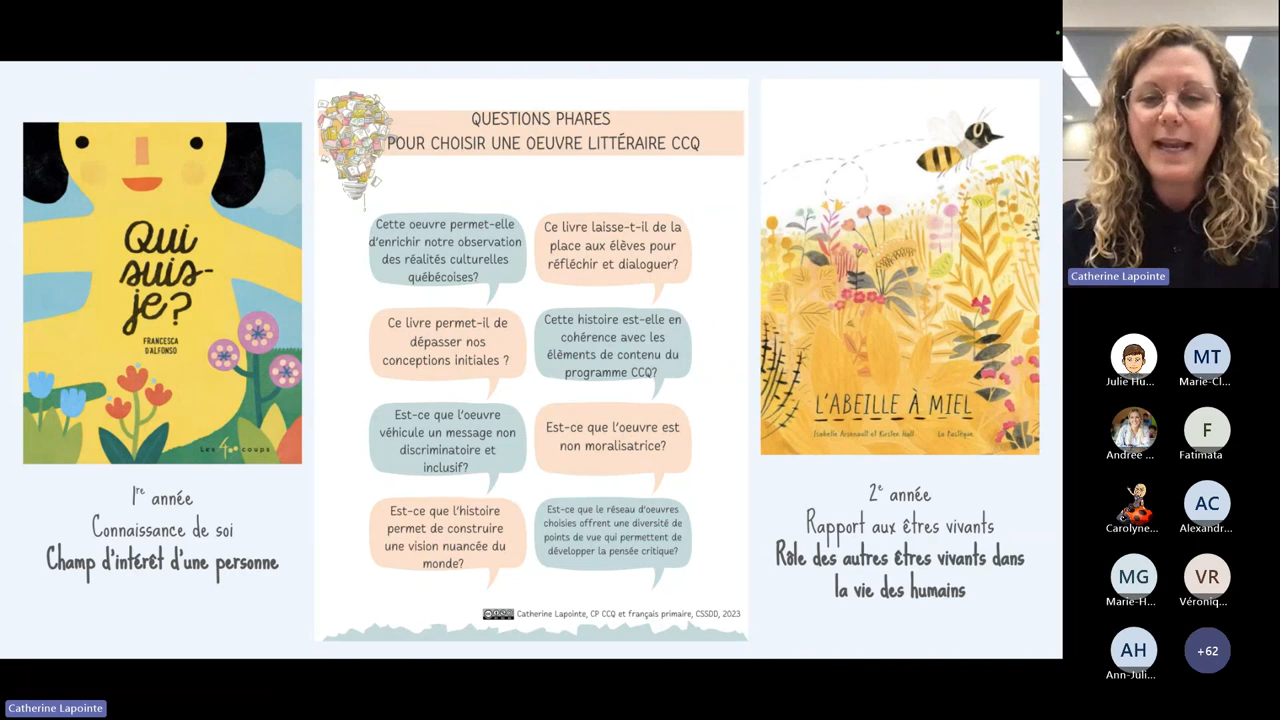 Qui
suis-
je?
FRANCESCA
D'ALFONSO
Les 400 coups
1re année
Connaissance de soi
Champ d'intérêt d'une personne
QUESTIONS PHARES
POUR CHOISIR UNE OEUVRE LITTÉRAIRE CCQ
Cette oeuvre permet-elle
d'enrichir notre observation
des réalités culturelles
québécoises?
Ce livre laisse-t-il de la
place aux élèves pour
réfléchir et dialoguer?
Ce livre permet-il de
dépasser nos
conceptions initiales ?
Cette histoire est-elle en
cohérence avec les
éléments de contenu du
programme CCQ?
Est-ce que l'oeuvre
véhicule un message non
discriminatoire et
inclusif?
Est-ce que l'oeuvre est
non moralisatrice?
Est-ce que l'histoire
permet de construire
une vision nuancée du
monde?
Est-ce que le réseau d'oeuvres
choisies offrent une diversité de
points de vue qui permettent de
développer la pensée critique?
Catherine Lapointe, CP CCQ et français primaire, CSSDD, 2023
L'ABEILLE À MIEL
Isabelle Arsenault et Kirsten Hall La Pastèque
2e année
Rapport aux êtres vivants
Rôle des autres êtres vivants dans
la vie des humains
Catherine Lapointe
Julie Hu...
MT
Marie-Cl...
Andrée ...
F
Fatimata
Carolyne...
AC
Alexandr...
MG
Marie-H...
VR
Véroniq...
AH
Ann-Juli...
+62
Catherine Lapointe